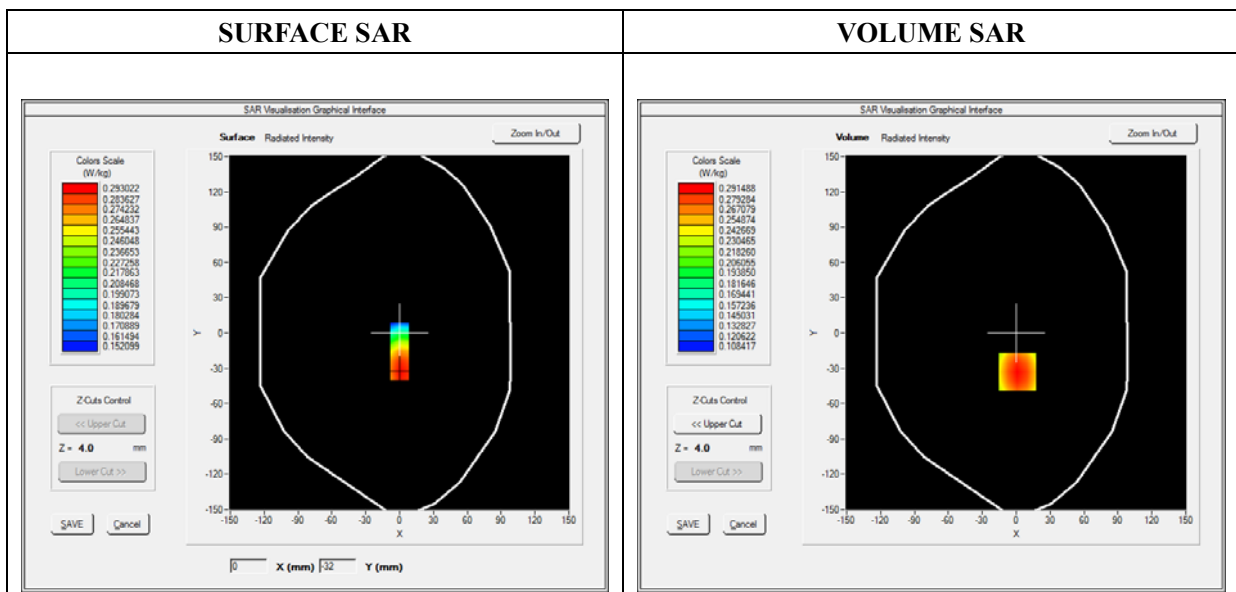 SURFACE SAR
VOLUME SAR
SAR Visualisation Graphical Interface
Surface Radiated Intensity
Zoom In/Out
Colors Scale
(W/kg)
0.293022
0.283627
0.274232
0.264837
0.255443
0.246048
0.236653
0.227258
0.217863
0.208468
0.199073
0.189679
0.180284
0.170889
0.161494
0.152099
Z-Cuts Control
<< Upper Cut
Z = 4.0 mm
Lower Cut >>
SAVE Cancel
150
120
90
60
30
0
-30
-60
-90
-120
-150
Y
-150 -120 -90 -60 -30 0 30 60 90 120 150
X
0 X (mm) -32 Y (mm)
SAR Visualisation Graphical Interface
Volume Radiated Intensity
Zoom In/Out
Colors Scale
(W/kg)
0.291488
0.279284
0.267079
0.254874
0.242669
0.230465
0.218260
0.206055
0.193850
0.181646
0.169441
0.157236
0.145031
0.132827
0.120622
0.108417
Z-Cuts Control
<< Upper Cut
Z = 4.0 mm
Lower Cut >>
SAVE Cancel
150
120
90
60
30
0
-30
-60
-90
-120
-150
Y
-150 -120 -90 -60 -30 0 30 60 90 120 150
X